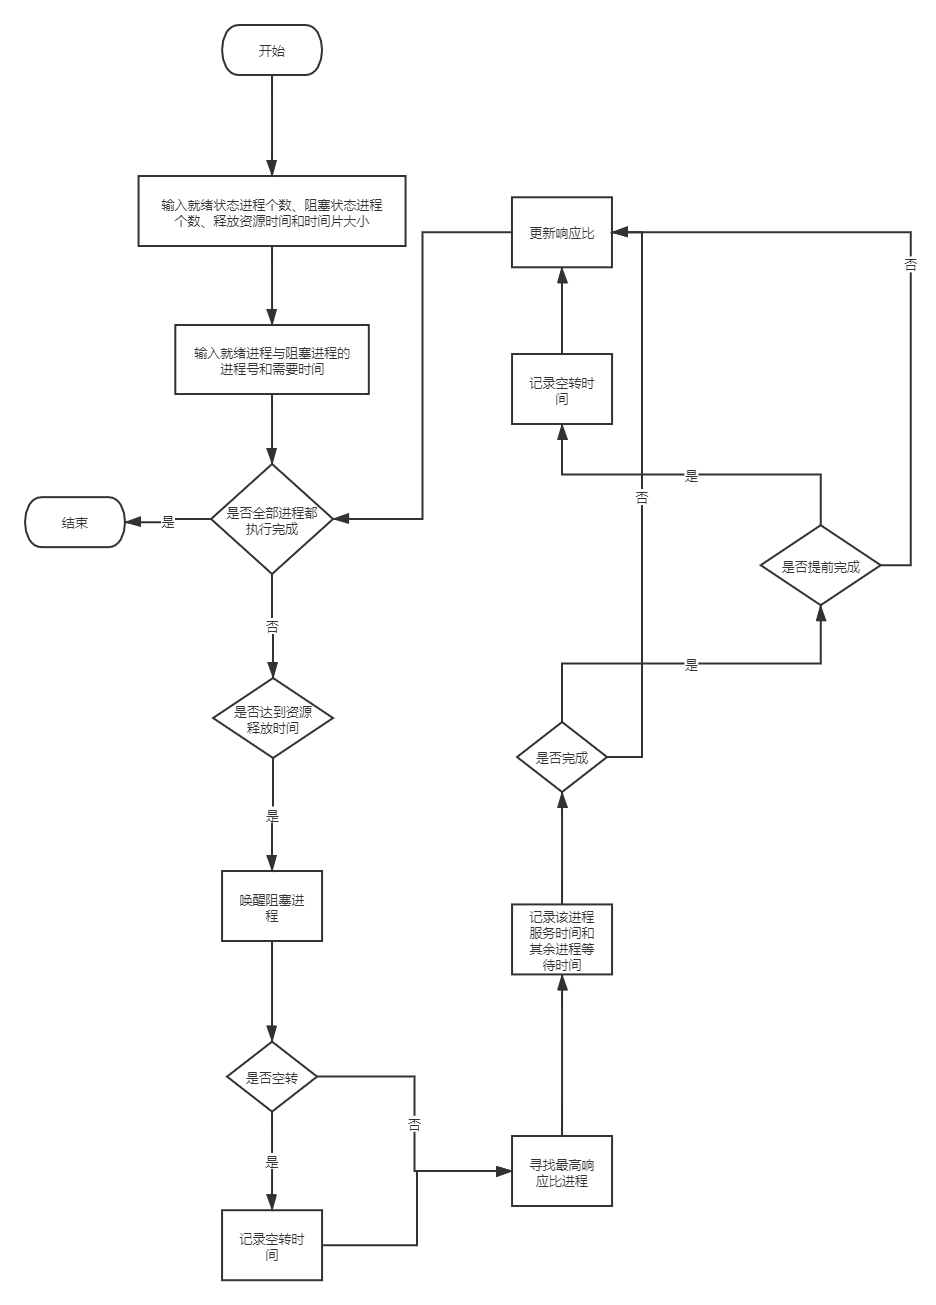 开始
输入就绪状态进程个数、阻塞状态进程
个数、释放资源时间和时间片大小
输入就绪进程与阻塞进程的
进程号和需要时间
是否全部进程都
执行完成
是
结束
否
是否达到资源
释放时间
是
唤醒阻塞进
程
是否空转
否
是
记录空转时
间
寻找最高响
应比进程
记录该进程
服务时间和
其余进程等
待时间
是否完成
否
是
是否提前完成
是
否
记录空转时
间
更新响应比